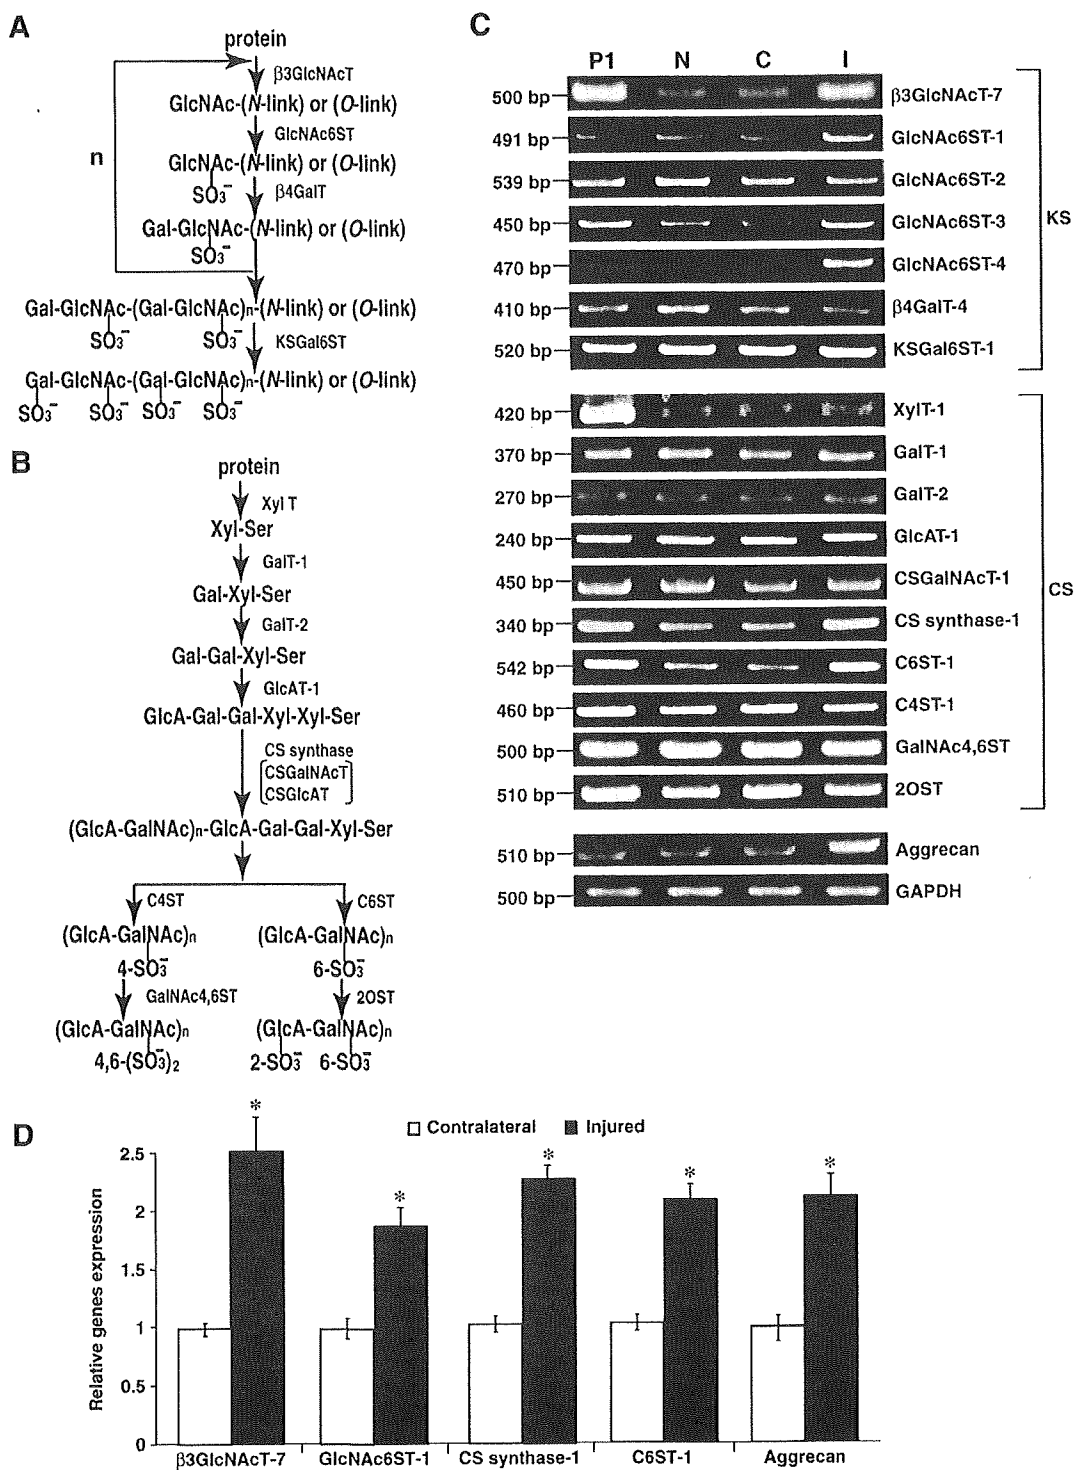 A
protein
β3GlcNAcT
GlcNAc-(N-link) or (O-link)
GlcNAc6ST
n
GlcNAc-(N-link) or (O-link)
SO3-
β4GalT
Gal-GlcNAc-(N-link) or (O-link)
SO3-
Gal-GlcNAc-(Gal-GlcNAc)n-(N-link) or (O-link)
SO3- SO3-
KSGal6ST
Gal-GlcNAc-(Gal-GlcNAc)n-(N-link) or (O-link)
SO3- SO3- SO3- SO3-
B
protein
Xyl T
Xyl-Ser
GalT-1
Gal-Xyl-Ser
GalT-2
Gal-Gal-Xyl-Ser
GlcAT-1
GlcA-Gal-Gal-Xyl-Xyl-Ser
CS synthase
CSGalNAcT
CSGlcAT
(GlcA-GalNAc)n-GlcA-Gal-Gal-Xyl-Ser
C4ST C6ST
(GlcA-GalNAc)n (GlcA-GalNAc)n
4-SO3- 6-SO3-
GalNAc4,6ST 2OST
(GlcA-GalNAc)n (GlcA-GalNAc)n
4,6-(SO3-)2 2-SO3- 6-SO3-
C
P1 N C I
500 bp β3GlcNAcT-7
491 bp GlcNAc6ST-1
539 bp GlcNAc6ST-2
450 bp GlcNAc6ST-3
KS
470 bp GlcNAc6ST-4
410 bp β4GalT-4
520 bp KSGal6ST-1
420 bp XylT-1
370 bp GalT-1
270 bp GalT-2
240 bp GlcAT-1
450 bp CSGalNAcT-1
CS
340 bp CS synthase-1
542 bp C6ST-1
460 bp C4ST-1
500 bp GalNAc4,6ST
510 bp 2OST
510 bp Aggrecan
500 bp GAPDH
D
Contralateral Injured
* * * * *
Relative genes expression
2.5
2
1.5
1
0.5
0
β3GlcNAcT-7 GlcNAc6ST-1 CS synthase-1 C6ST-1 Aggrecan